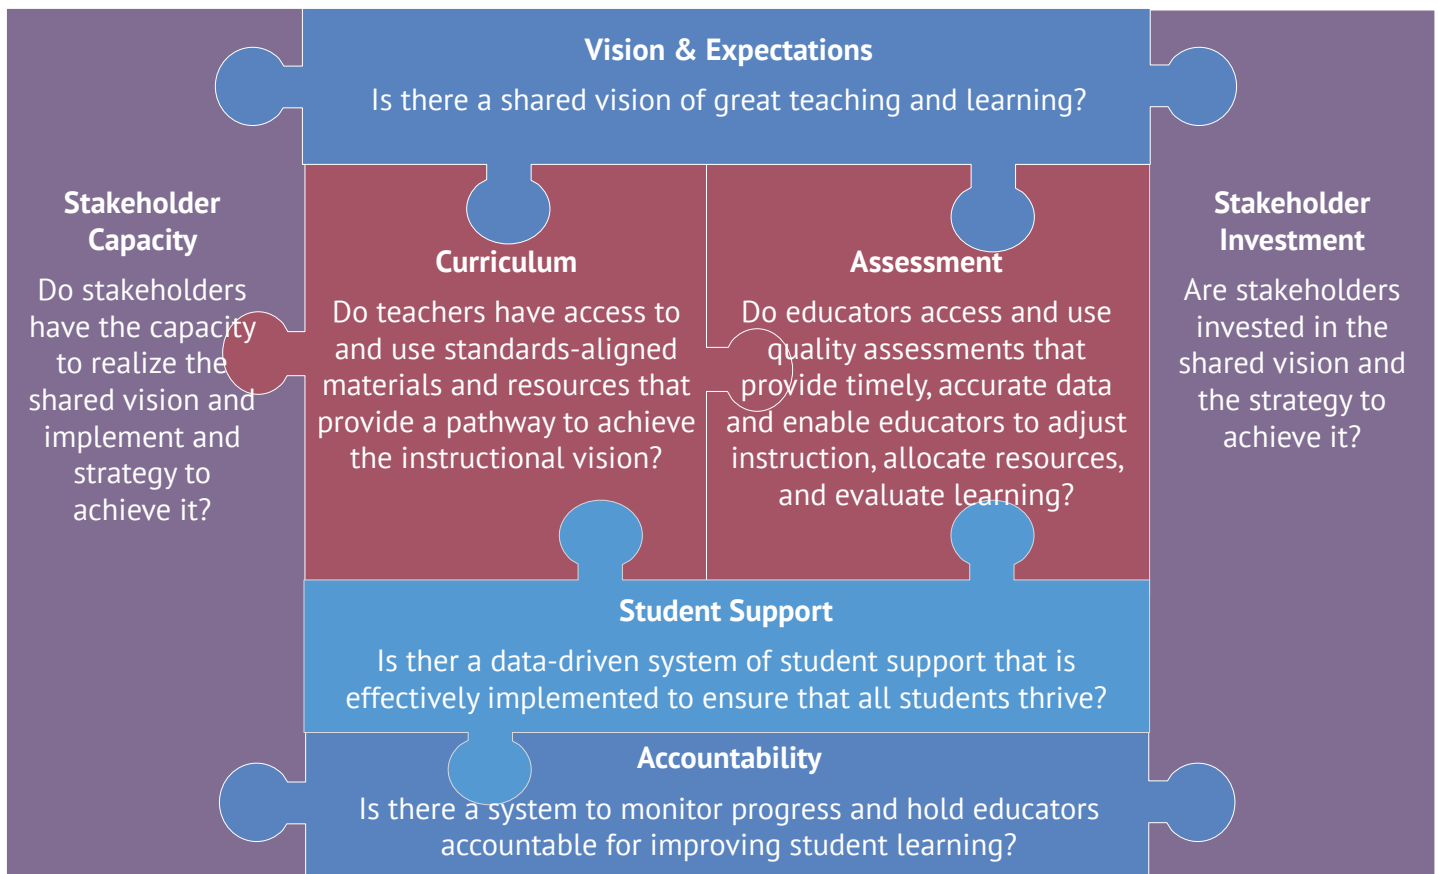 Vision & Expectations
Is there a shared vision of great teaching and learning?
Stakeholder
Capacity
Do stakeholders
have the capacity
to realize the
shared vision and
implement and
strategy to
achieve it?
Curriculum
Do teachers have access to
and use standards-aligned
materials and resources that
provide a pathway to achieve
the instructional vision?
Assessment
Do educators access and use
quality assessments that
provide timely, accurate data
and enable educators to adjust
instruction, allocate resources,
and evaluate learning?
Stakeholder
Investment
Are stakeholders
invested in the
shared vision and
the strategy to
achieve it?
Student Support
Is ther a data-driven system of student support that is
effectively implemented to ensure that all students thrive?
Accountability
Is there a system to monitor progress and hold educators
accountable for improving student learning?